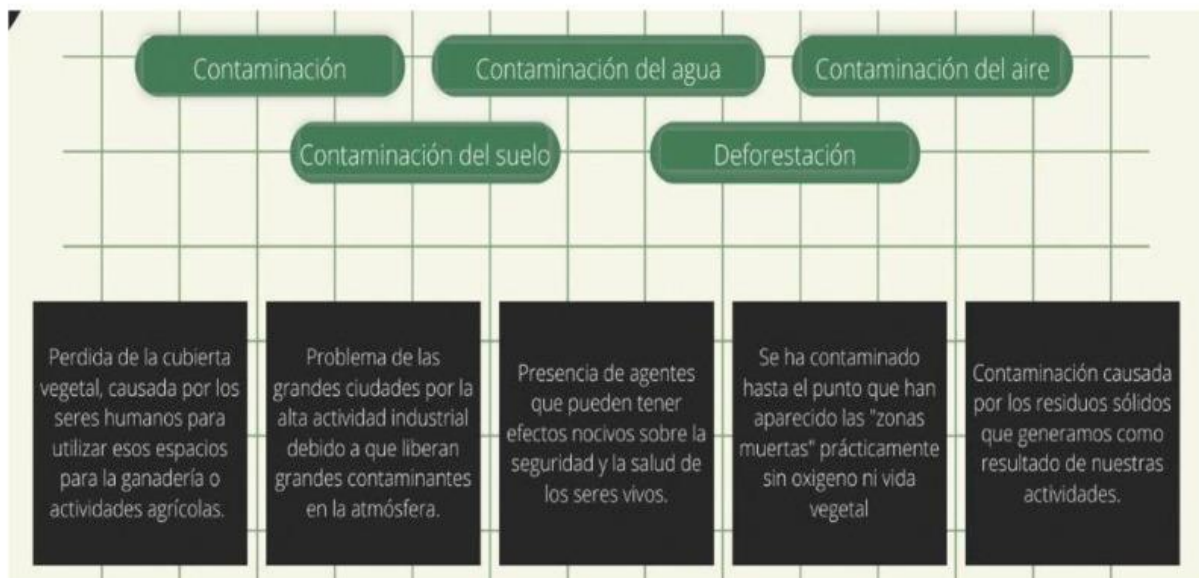 Contaminación
Contaminación del agua
Contaminación del aire
Contaminación del suelo
Deforestación
Perdida de la cubierta
vegetal, causada por los
seres humanos para
utilizar esos espacios
para la ganadería o
actividades agrícolas.
Problema de las
grandes ciudades por la
alta actividad industrial
debido a que liberan
grandes contaminantes
en la atmósfera.
Presencia de agentes
que pueden tener
efectos nocivos sobre la
seguridad y la salud de
los seres vivos.
Se ha contaminado
hasta el punto que han
aparecido las "zonas
muertas" prácticamente
sin oxigeno ni vida
vegetal
Contaminación causada
por los residuos sólidos
que generamos como
resultado de nuestras
actividades.